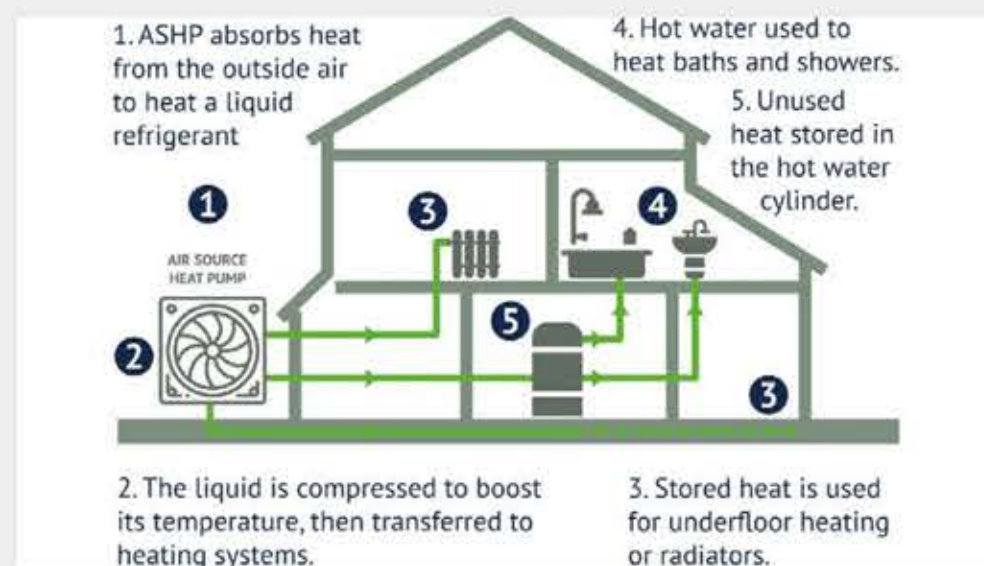 1. ASHP absorbs heat
from the outside air
to heat a liquid
refrigerant
4. Hot water used to
heat baths and showers.
5. Unused
heat stored in
the hot water
cylinder.
1
3
4
AIR SOURCE
HEAT PUMP
5
2
3
2. The liquid is compressed to boost
its temperature, then transferred to
heating systems.
3. Stored heat is used
for underfloor heating
or radiators.